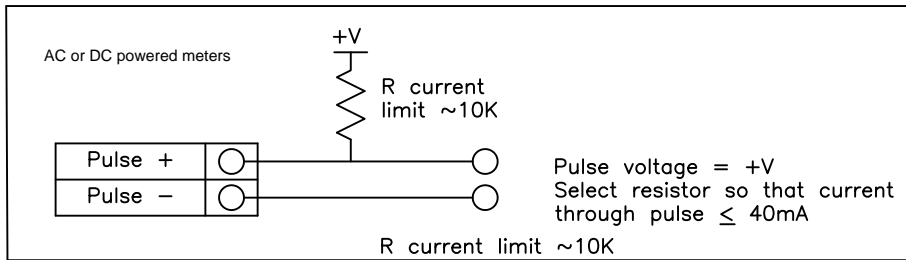 +V
AC or DC powered meters
R current
limit ~10K
Pulse +
Pulse −
Pulse voltage = +V
Select resistor so that current
through pulse ≤ 40mA
R current limit ~10K